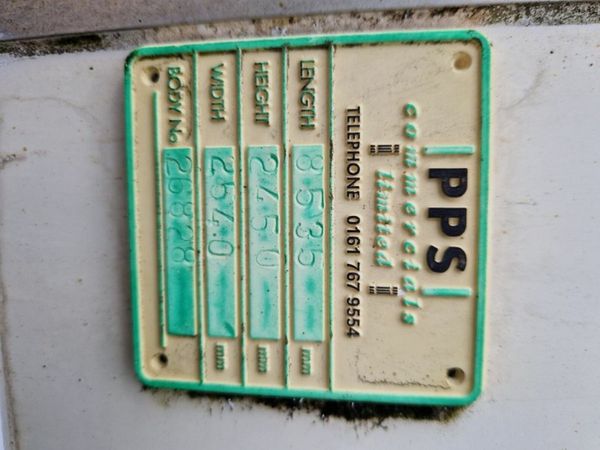 PPS
commercials
limited
TELEPHONE 0161 767 9554
LENGTH 8535 mm
HEIGHT 2450 mm
WIDTH 2540 mm
BODY No 26828